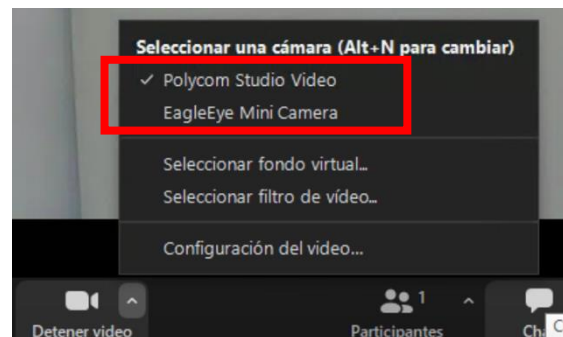 Seleccionar una cámara (Alt+N para cambiar)
Polycom Studio Video
EagleEye Mini Camera
Seleccionar fondo virtual...
Seleccionar filtro de vídeo...
Configuración del video...
1
Detener video
Participantes